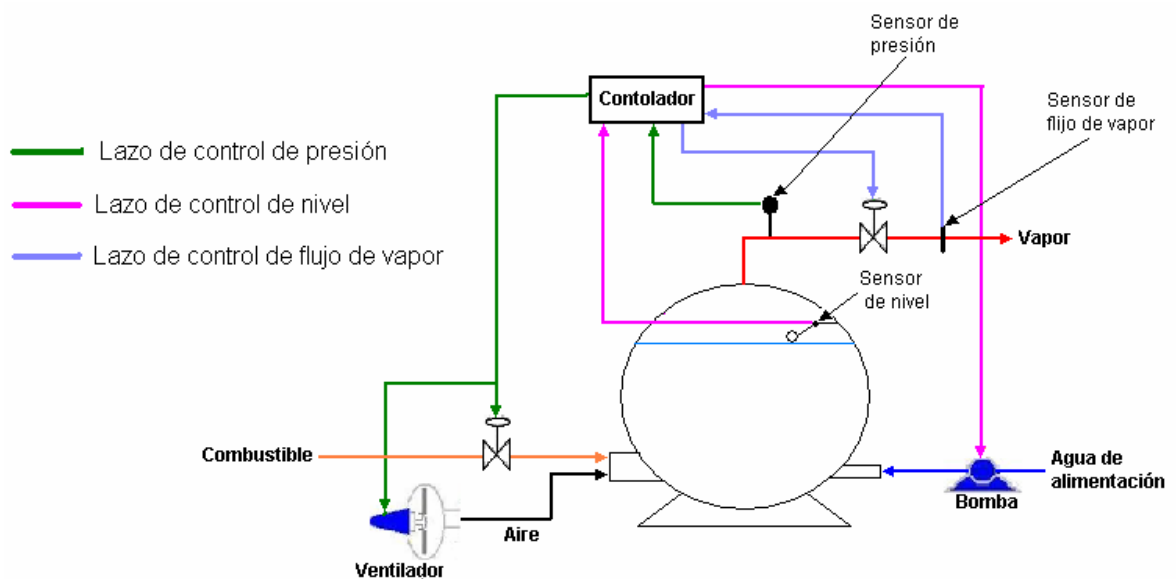 Sensor de
presión
Contolador
Sensor de
flijo de vapor
Lazo de control de presión
Lazo de control de nivel
Lazo de control de flujo de vapor
Vapor
Sensor
de nivel
Combustible
Agua de
alimentación
Bomba
Aire
Ventilador